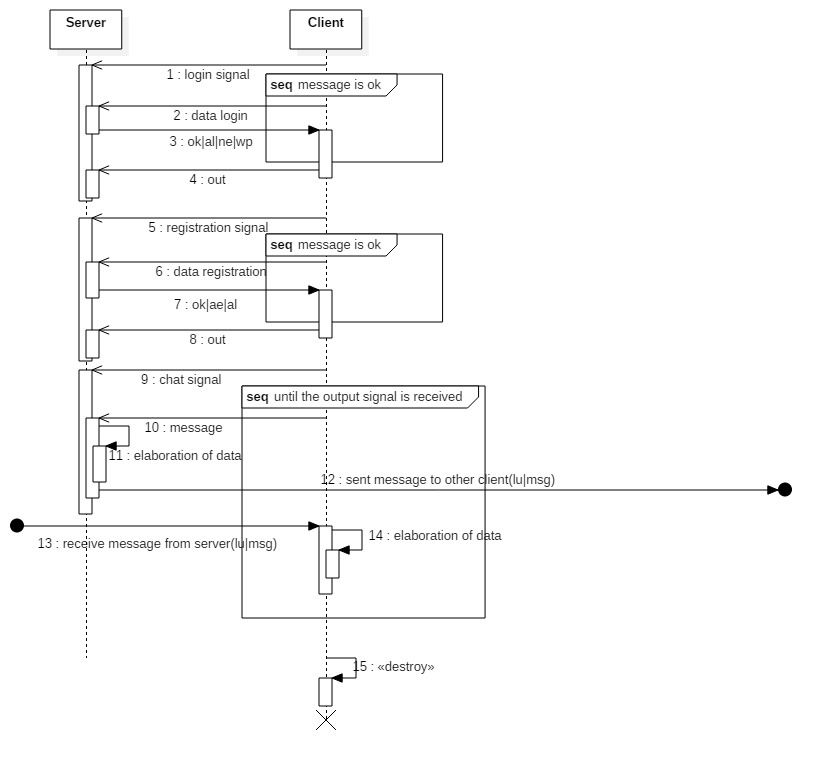 Server
Client
1 : login signal
seq message is ok
2 : data login
3 : ok|al|ne|wp
4 : out
5 : registration signal
seq message is ok
6 : data registration
7 : ok|ae|al
8 : out
9 : chat signal
seq until the output signal is received
10 : message
11 : elaboration of data
12 : sent message to other client(lu|msg)
13 : receive message from server(lu|msg)
14 : elaboration of data
15 : «destroy»